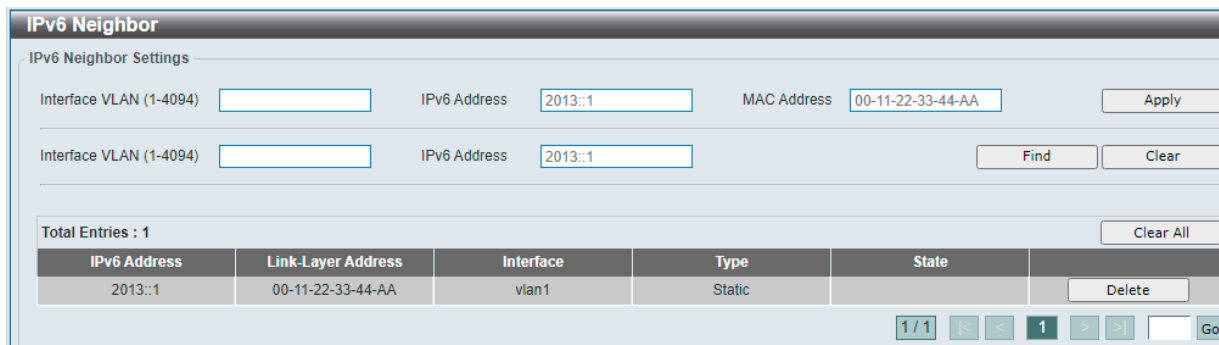 IPv6 Neighbor
IPv6 Neighbor Settings
Interface VLAN (1-4094) IPv6 Address 2013::1 MAC Address 00-11-22-33-44-AA Apply
Interface VLAN (1-4094) IPv6 Address 2013::1 Find Clear
Total Entries : 1 Clear All
IPv6 Address Link-Layer Address Interface Type State
2013::1 00-11-22-33-44-AA vlan1 Static Delete
1 / 1 |< < 1 > >| Go